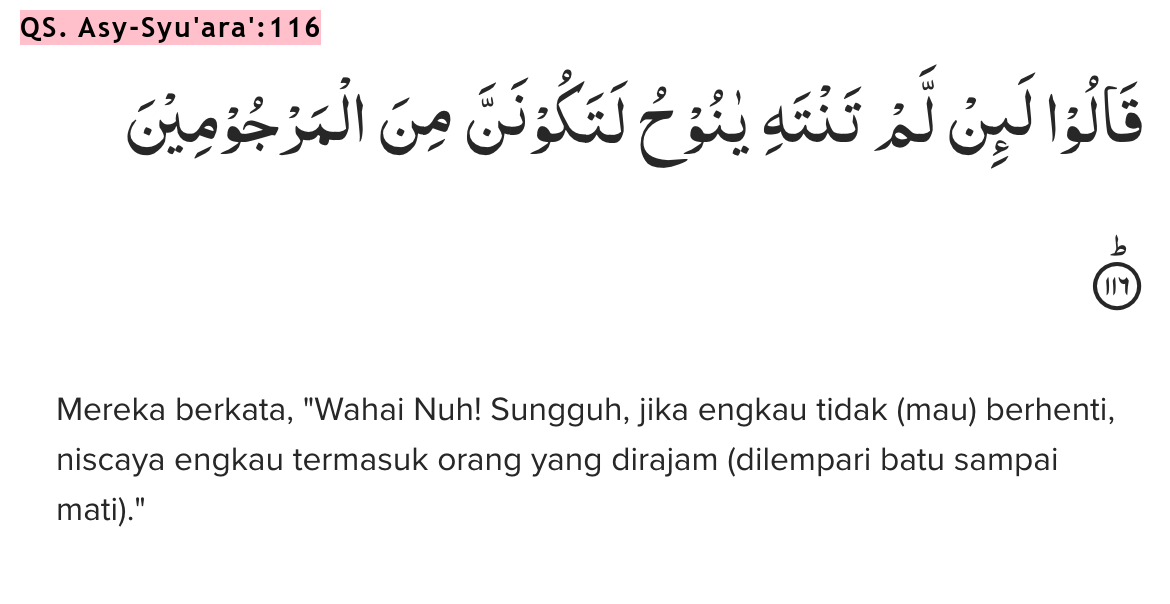 QS. Asy-Syu'ara':116
قَالُوْا لَىِٕنْ لَّمْ تَنْتَهِ يٰنُوْحُ لَتَكُوْنَنَّ مِنَ الْمَرْجُوْمِيْنَ
ۗ ١١٦
Mereka berkata, "Wahai Nuh! Sungguh, jika engkau tidak (mau) berhenti,
niscaya engkau termasuk orang yang dirajam (dilempari batu sampai
mati)."